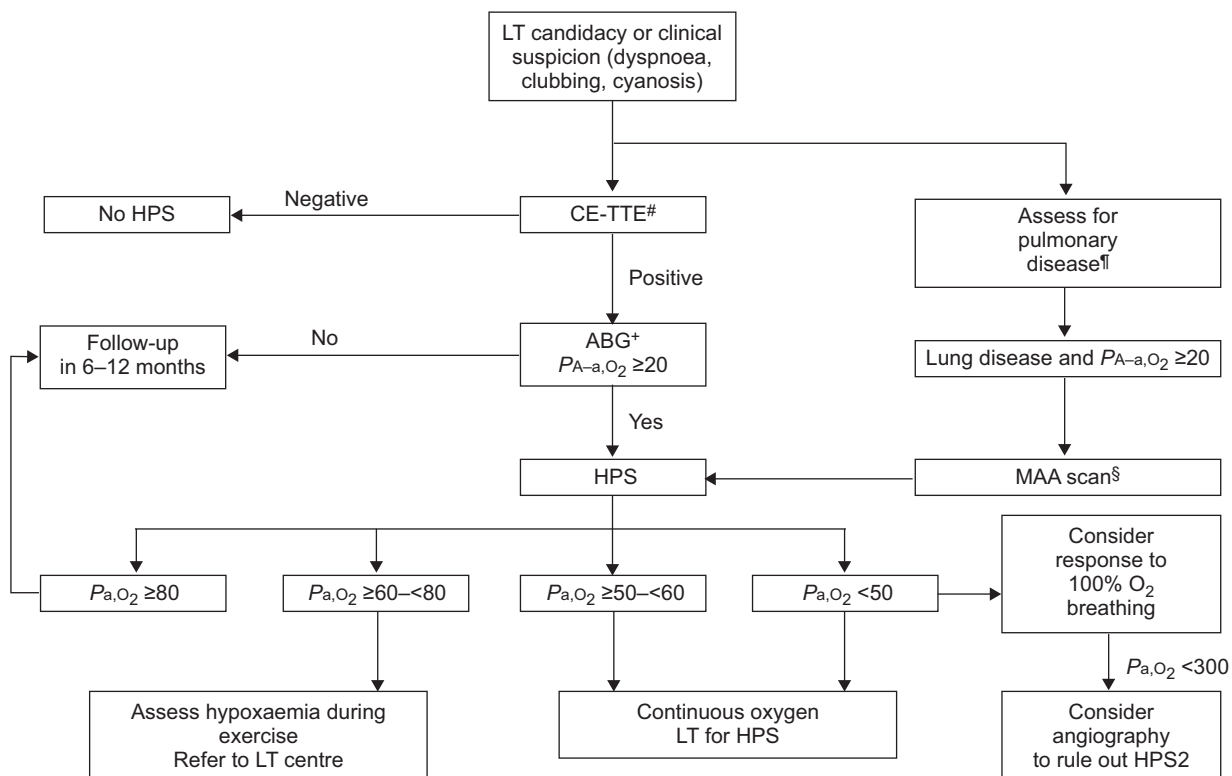 LT candidacy or clinical
suspicion (dyspnoea,
clubbing, cyanosis)
Negative
No HPS
CE-TTE#
Assess for
pulmonary
disease¶
Positive
Follow-up
in 6–12 months
No
ABG+
PA–a,O2 ≥20
Lung disease and PA–a,O2 ≥20
Yes
HPS
MAA scan§
Pa,O2 ≥80
Pa,O2 ≥60–<80
Pa,O2 ≥50–<60
Pa,O2 <50
Consider
response to
100% O2
breathing
Pa,O2 <300
Assess hypoxaemia during
exercise
Refer to LT centre
Continuous oxygen
LT for HPS
Consider
angiography
to rule out HPS2